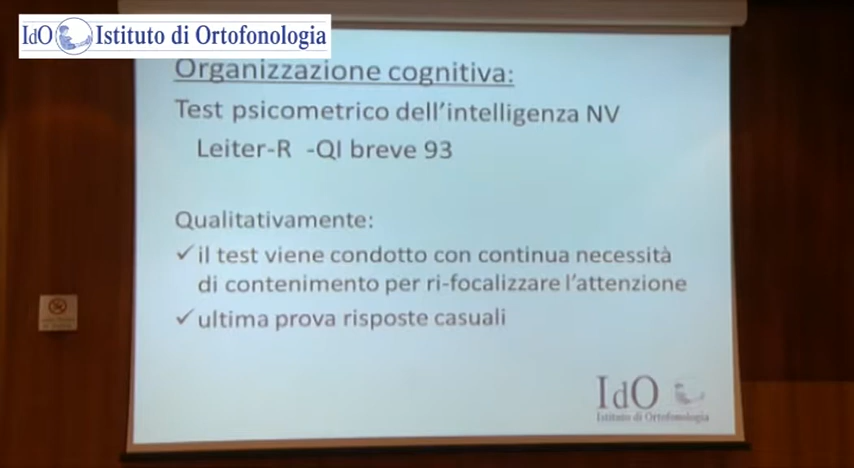 IdO Istituto di Ortofonologia
Organizzazione cognitiva:
Test psicometrico dell'intelligenza NV
Leiter-R -QI breve 93
Qualitativamente:
✓ il test viene condotto con continua necessità
di contenimento per ri-focalizzare l'attenzione
✓ ultima prova risposte casuali
IdO
Istituto di Ortofonologia